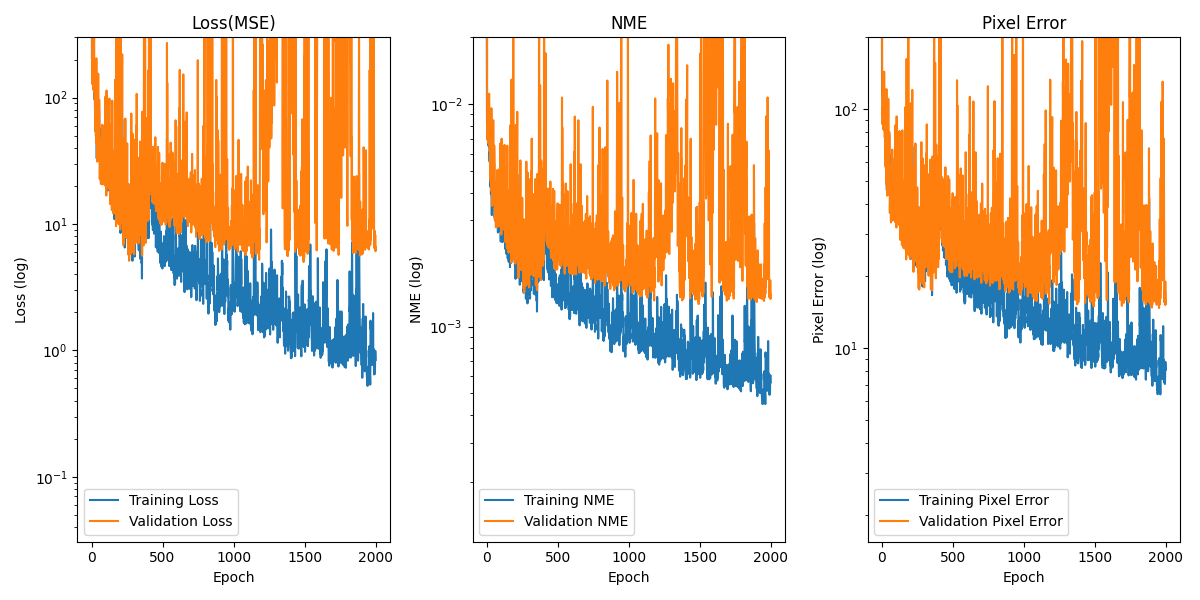 Loss(MSE)
Loss (log)
10²
10¹
10⁰
10⁻¹
0 500 1000 1500 2000
Epoch
Training Loss
Validation Loss
NME
NME (log)
10⁻²
10⁻³
0 500 1000 1500 2000
Epoch
Training NME
Validation NME
Pixel Error
Pixel Error (log)
10²
10¹
0 500 1000 1500 2000
Epoch
Training Pixel Error
Validation Pixel Error